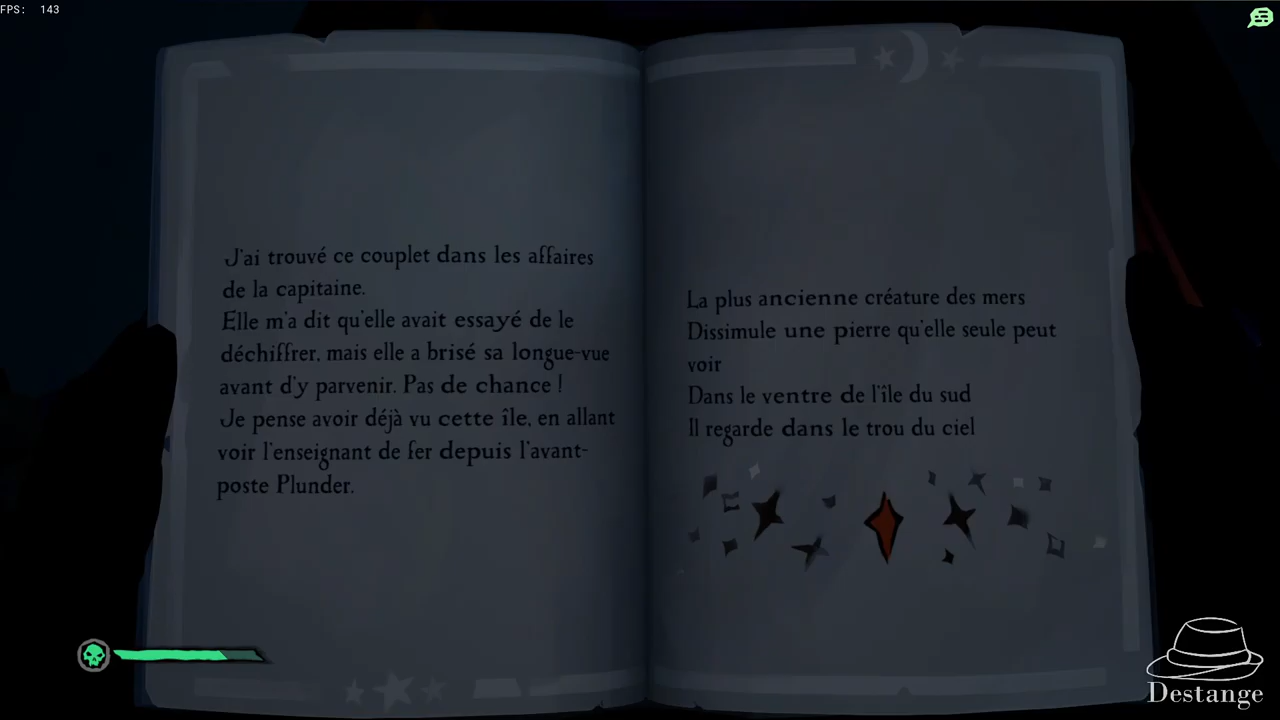 FPS: 143
J'ai trouvé ce couplet dans les affaires
de la capitaine.
Elle m'a dit qu'elle avait essayé de le
déchiffrer, mais elle a brisé sa longue-vue
avant d'y parvenir. Pas de chance !
Je pense avoir déjà vu cette île, en allant
voir l'enseignant de fer depuis l'avant-
poste Plunder.
La plus ancienne créature des mers
Dissimule une pierre qu'elle seule peut
voir
Dans le ventre de l'île du sud
Il regarde dans le trou du ciel
Destange